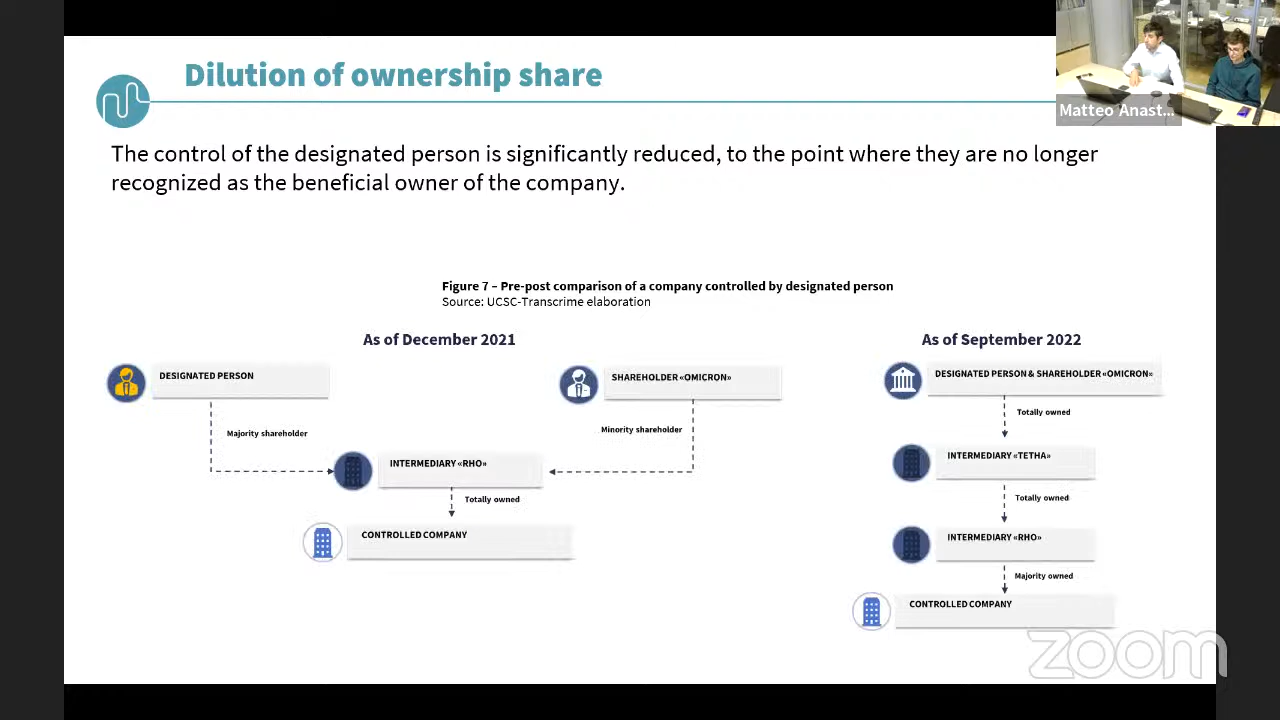 Dilution of ownership share
Matteo Anast...
The control of the designated person is significantly reduced, to the point where they are no longer
recognized as the beneficial owner of the company.
Figure 7 – Pre-post comparison of a company controlled by designated person
Source: UCSC-Transcrime elaboration
As of December 2021
DESIGNATED PERSON
SHAREHOLDER «OMICRON»
Majority shareholder
Minority shareholder
INTERMEDIARY «RHO»
Totally owned
CONTROLLED COMPANY
As of September 2022
DESIGNATED PERSON & SHAREHOLDER «OMICRON»
Totally owned
INTERMEDIARY «TETHA»
Totally owned
INTERMEDIARY «RHO»
Majority owned
CONTROLLED COMPANY
zoom